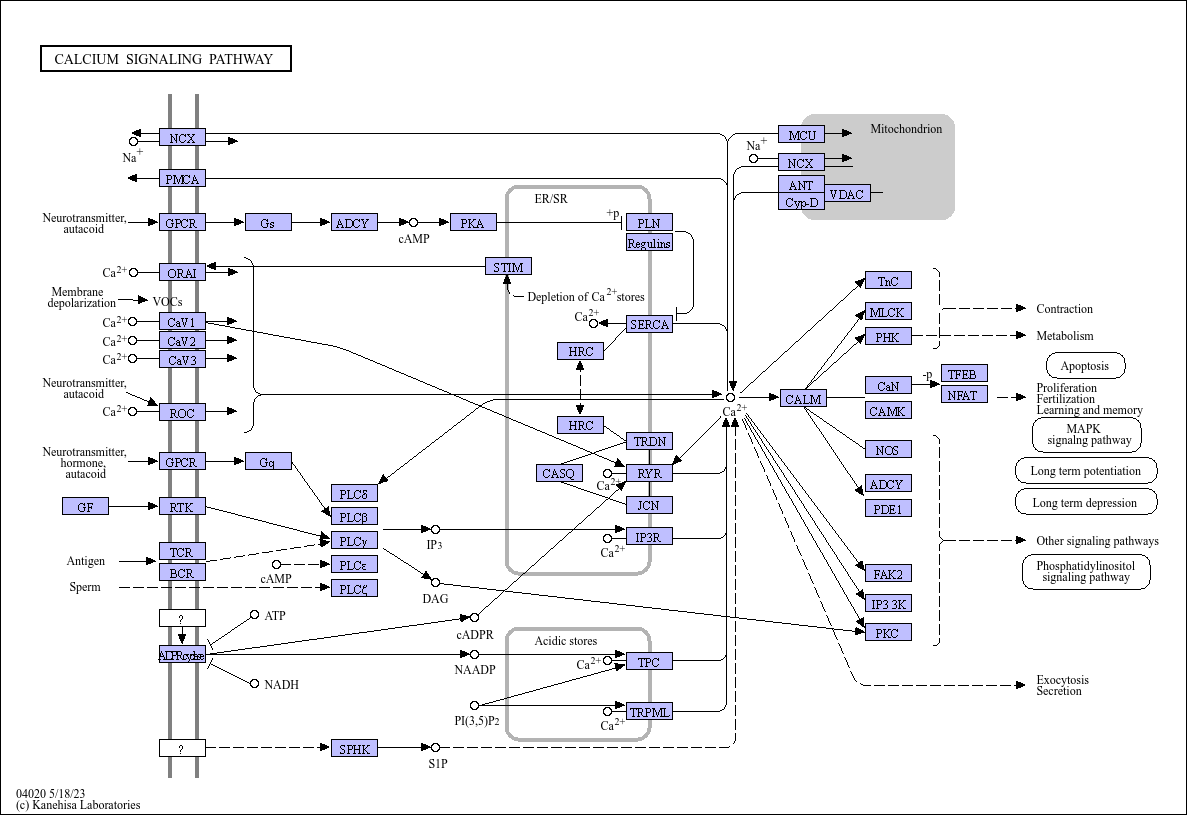 CALCIUM SIGNALING PATHWAY
NCX
Na+
PMCA
Neurotransmitter,
autacoid
GPCR
Gs
ADCY
cAMP
PKA
+p
ER/SR
PLN
Regulins
Ca2+
ORAI
STIM
Depletion of Ca2+stores
Membrane
depolarization
VOCs
Ca2+
CaV1
Ca2+
CaV2
Ca2+
CaV3
Ca2+
SERCA
HRC
Neurotransmitter,
autacoid
Ca2+
ROC
HRC
TRDN
CASQ
RYR
Ca2+
JCN
Neurotransmitter,
hormone,
autacoid
GPCR
Gq
GF
RTK
PLCδ
PLCβ
PLCγ
PLCε
PLCζ
IP3
IP3R
Ca2+
Antigen
TCR
BCR
cAMP
Sperm
DAG
?
ATP
cADPR
NADH
NAADP
Acidic stores
Ca2+
TPC
PI(3,5)P2
TRPML
Ca2+
?
SPHK
S1P
Mitochondrion
MCU
Na+
NCX
ANT
Cyp-D
VDAC
Ca2+
CALM
TnC
MLCK
PHK
CaN
-p
TFEB
NFAT
CAMK
NOS
ADCY
PDE1
FAK2
IP3 3K
PKC
Contraction
Metabolism
Apoptosis
Proliferation
Fertilization
Learning and memory
MAPK
signaling pathway
Long term potentiation
Long term depression
Other signaling pathways
Phosphatidylinositol
signaling pathway
Exocytosis
Secretion
04020 5/18/23
(c) Kanehisa Laboratories